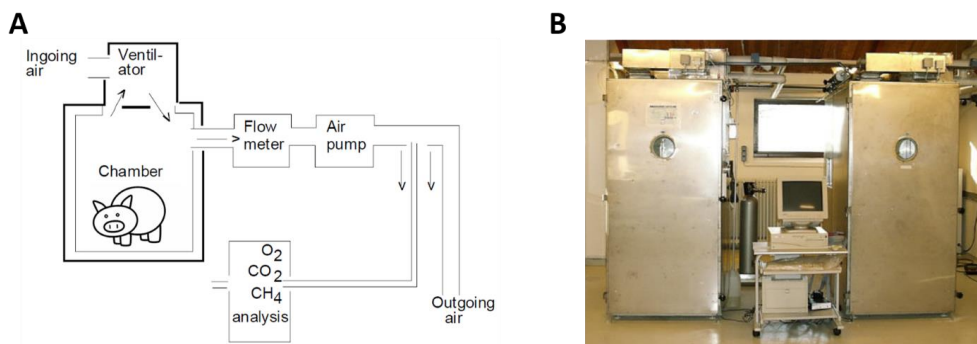 A
B
Ingoing
air
Ventil-
ator
Flow
meter
Air
pump
Chamber
O2
CO2
CH4
analysis
Outgoing
air